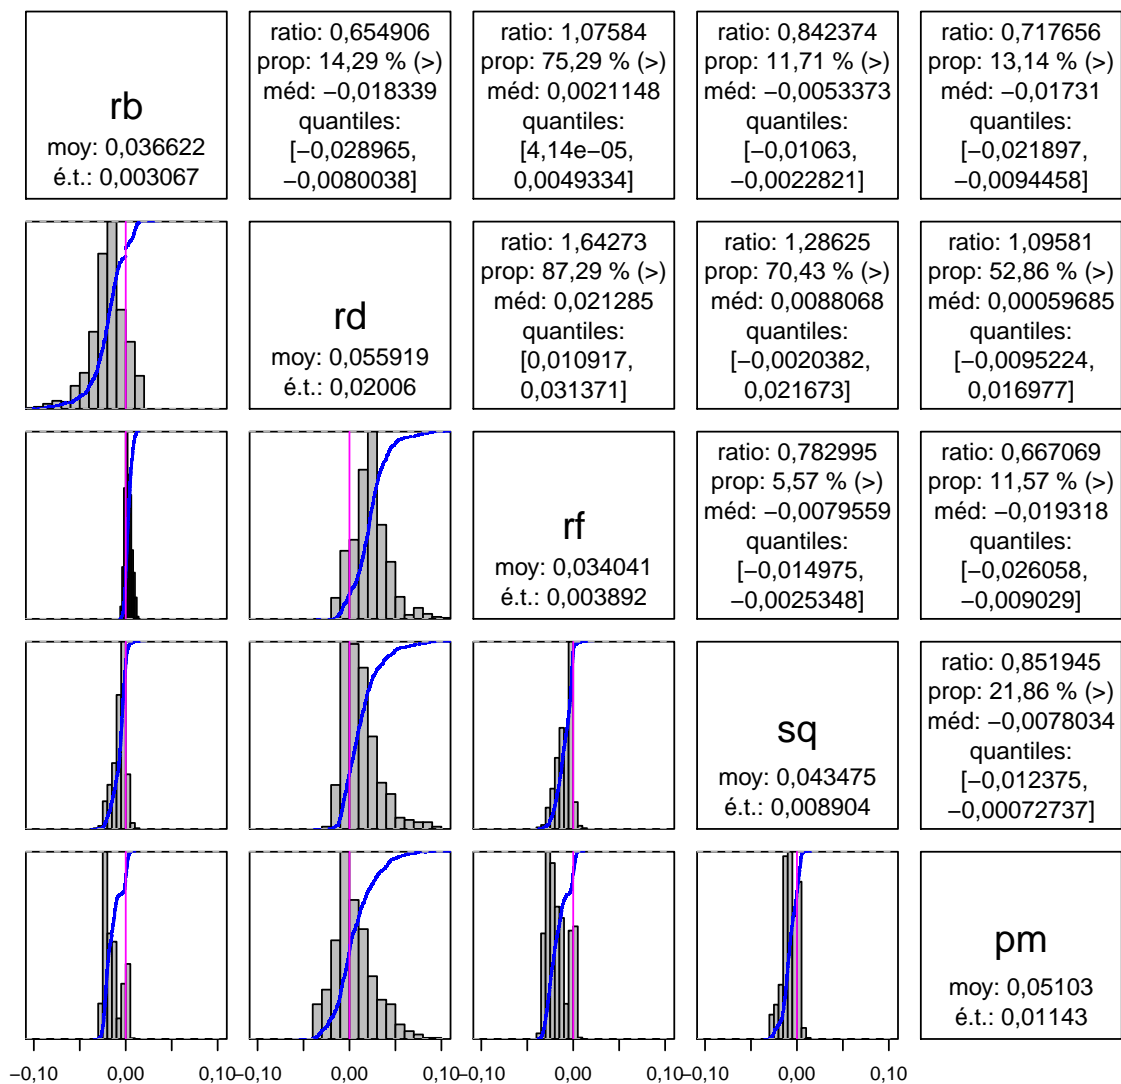 rb
moy: 0,036622
é.t.: 0,003067
ratio: 0,654906
prop: 14,29 % (>)
méd: −0,018339
quantiles:
[−0,028965,
−0,0080038]
ratio: 1,07584
prop: 75,29 % (>)
méd: 0,0021148
quantiles:
[4,14e−05,
0,0049334]
ratio: 0,842374
prop: 11,71 % (>)
méd: −0,0053373
quantiles:
[−0,01063,
−0,0022821]
ratio: 0,717656
prop: 13,14 % (>)
méd: −0,01731
quantiles:
[−0,021897,
−0,0094458]
rd
moy: 0,055919
é.t.: 0,02006
ratio: 1,64273
prop: 87,29 % (>)
méd: 0,021285
quantiles:
[0,010917,
0,031371]
ratio: 1,28625
prop: 70,43 % (>)
méd: 0,0088068
quantiles:
[−0,0020382,
0,021673]
ratio: 1,09581
prop: 52,86 % (>)
méd: 0,00059685
quantiles:
[−0,0095224,
0,016977]
rf
moy: 0,034041
é.t.: 0,003892
ratio: 0,782995
prop: 5,57 % (>)
méd: −0,0079559
quantiles:
[−0,014975,
−0,0025348]
ratio: 0,667069
prop: 11,57 % (>)
méd: −0,019318
quantiles:
[−0,026058,
−0,009029]
sq
moy: 0,043475
é.t.: 0,008904
ratio: 0,851945
prop: 21,86 % (>)
méd: −0,0078034
quantiles:
[−0,012375,
−0,00072737]
pm
moy: 0,05103
é.t.: 0,01143
−0,10 0,00 0,10 −0,10 0,00 0,10 −0,10 0,00 0,10 −0,10 0,00 0,10